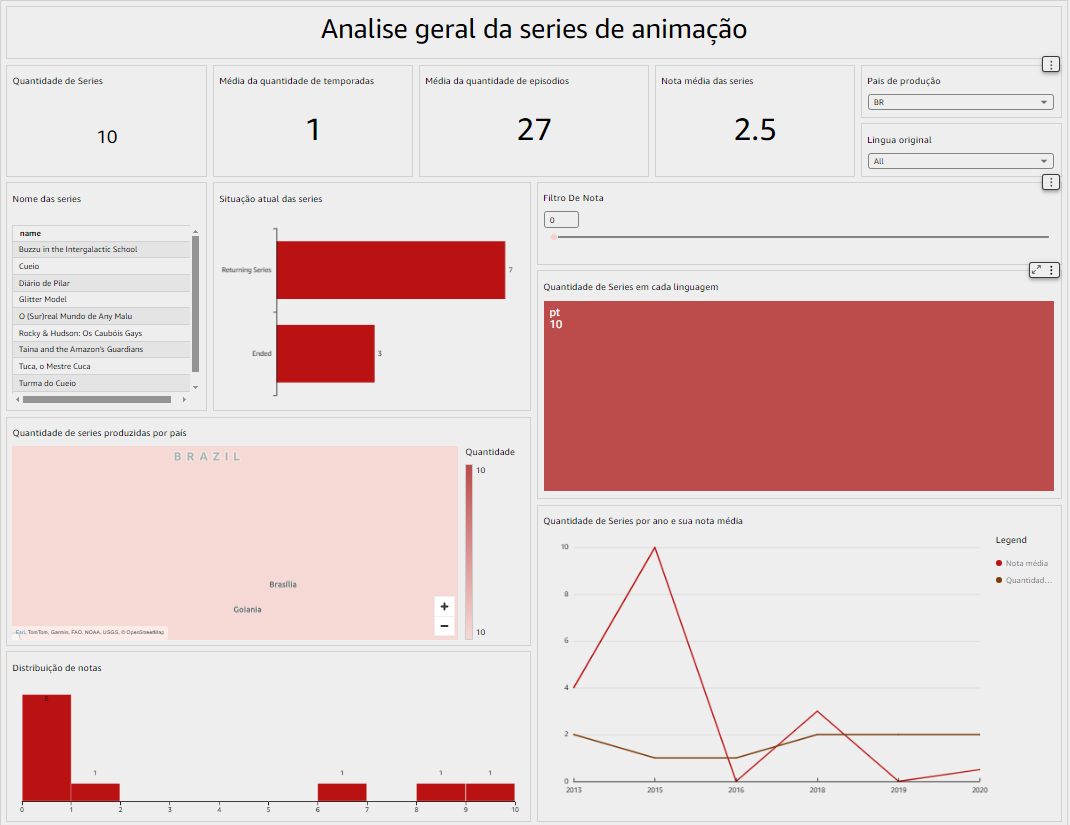 Analise geral da series de animação
Quantidade de Series
10
Média da quantidade de temporadas
1
Média da quantidade de episodios
27
Nota média das series
2.5
Pais de produção
BR
Lingua original
All
Nome das series
name
Buzzu in the Intergalactic School
Cueio
Diário de Pilar
Glitter Model
O (Sur)real Mundo de Any Malu
Rocky & Hudson: Os Caubóis Gays
Taina and the Amazon's Guardians
Tuca, o Mestre Cuca
Turma do Cueio
Situação atual das series
Returning Series
7
Ended
3
Filtro De Nota
0
Quantidade de Series em cada linguagem
pt
10
Quantidade de series produzidas por país
BRAZIL
Brasília
Goiania
Esri, TomTom, Garmin, FAO, NOAA, USGS, © OpenStreetMap
+
−
Quantidade
10
10
Distribuição de notas
6
1
1
1
1
0 1 2 3 4 5 6 7 8 9 10
Quantidade de Series por ano e sua nota média
10
8
6
4
2
0
2013 2015 2016 2018 2019 2020
Legend
Nota média
Quantidad...